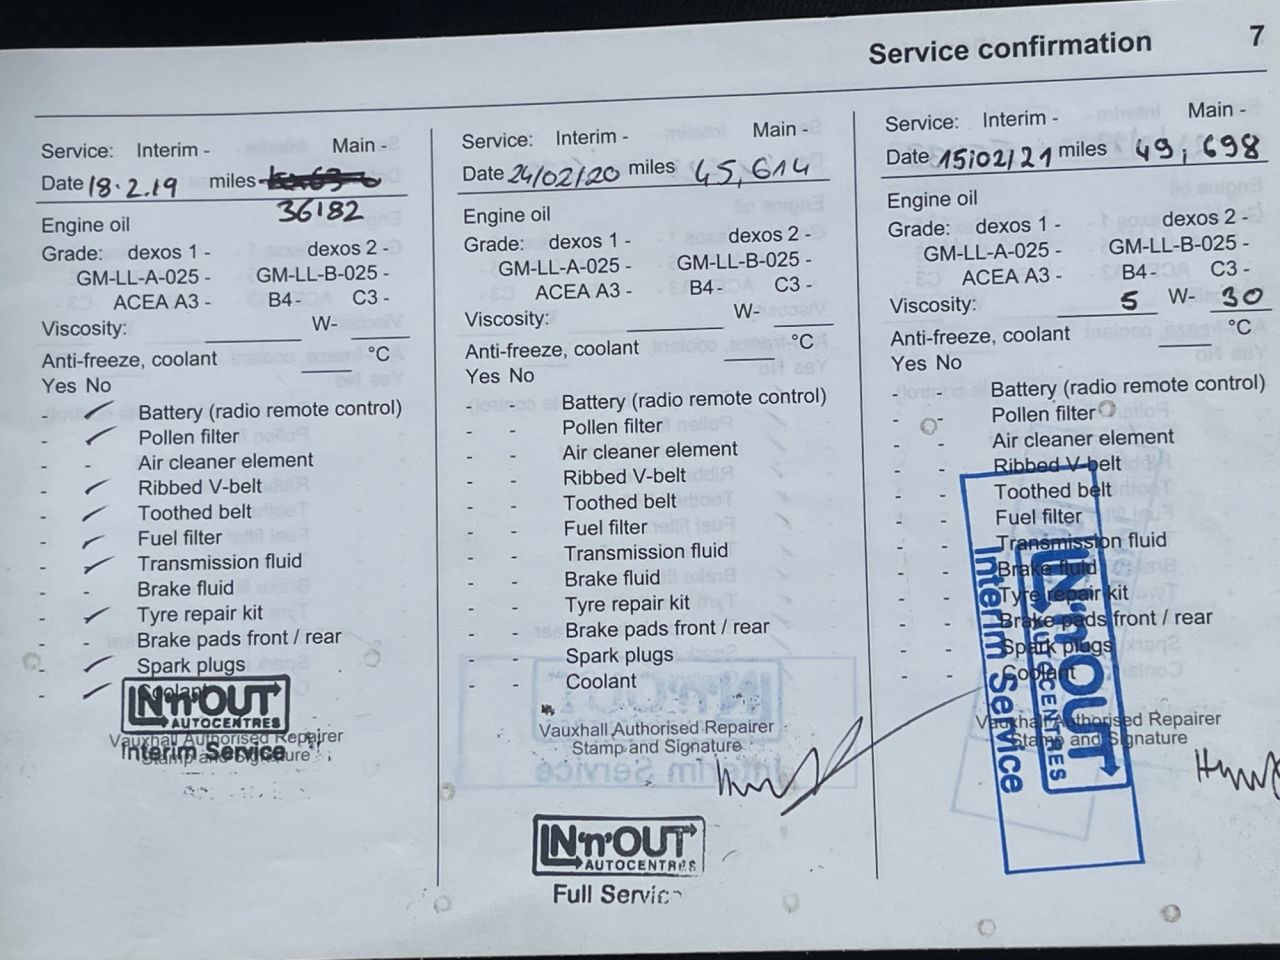 Service confirmation 7
Service: Interim - Main -
Date 18.2.19 miles
36182
Engine oil
Grade: dexos 1 - dexos 2 -
GM-LL-A-025 - GM-LL-B-025 -
ACEA A3 - B4- C3 -
Viscosity: W-
Anti-freeze, coolant °C
Yes No
- Battery (radio remote control)
- Pollen filter
- - Air cleaner element
- Ribbed V-belt
- Toothed belt
- Fuel filter
- Transmission fluid
- - Brake fluid
- Tyre repair kit
- - Brake pads front / rear
- Spark plugs
- Coolant
IN'n'OUT
AUTOCENTRES
Vauxhall Authorised Repairer
Interim Service
Stamp and Signature
Service: Interim - Main -
Date 24/02/20 miles 45,614
Engine oil
Grade: dexos 1 - dexos 2 -
GM-LL-A-025 - GM-LL-B-025 -
ACEA A3 - B4- C3 -
Viscosity: W-
Anti-freeze, coolant °C
Yes No
- - Battery (radio remote control)
- - Pollen filter
- - Air cleaner element
- - Ribbed V-belt
- - Toothed belt
- - Fuel filter
- - Transmission fluid
- - Brake fluid
- - Tyre repair kit
- - Brake pads front / rear
- - Spark plugs
- - Coolant
Vauxhall Authorised Repairer
Stamp and Signature
IN'n'OUT
AUTOCENTRES
Full Service
Service: Interim - Main -
Date 15/02/21 miles 49,698
Engine oil
Grade: dexos 1 - dexos 2 -
GM-LL-A-025 - GM-LL-B-025 -
ACEA A3 - B4- C3 -
Viscosity: 5 W- 30
Anti-freeze, coolant °C
Yes No
- - Battery (radio remote control)
- - Pollen filter
- - Air cleaner element
- - Ribbed V-belt
- - Toothed belt
- - Fuel filter
- - Transmission fluid
- - Brake fluid
- - Tyre repair kit
- - Brake pads front / rear
- - Spark plugs
- - Coolant
Vauxhall Authorised Repairer
Stamp and Signature
IN'n'OUT
AUTOCENTRES
Interim Service